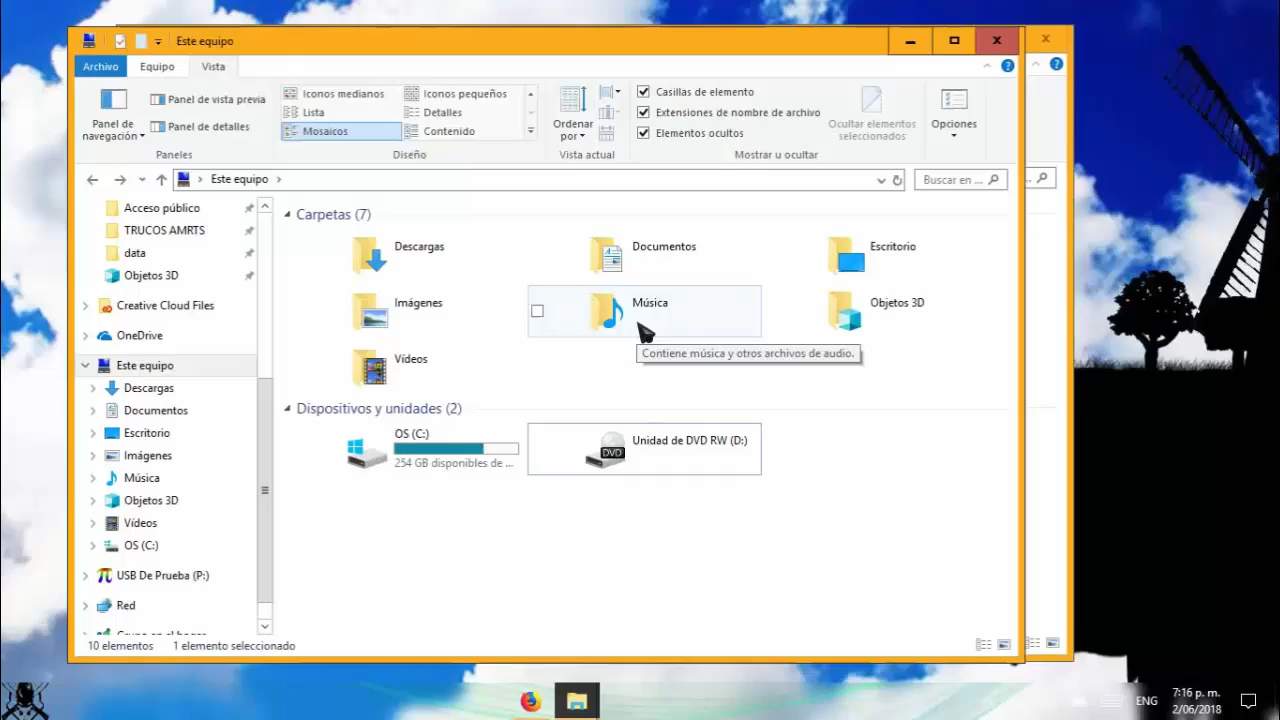 Este equipo
Archivo
Equipo
Vista
Panel de navegación
Panel de vista previa
Panel de detalles
Paneles
Iconos medianos
Iconos pequeños
Lista
Detalles
Mosaicos
Contenido
Diseño
Ordenar por
Vista actual
Casillas de elemento
Extensiones de nombre de archivo
Elementos ocultos
Ocultar elementos seleccionados
Mostrar u ocultar
Opciones
Este equipo
Buscar en ...
Acceso público
TRUCOS AMRTS
data
Objetos 3D
Creative Cloud Files
OneDrive
Este equipo
Descargas
Documentos
Escritorio
Imágenes
Música
Objetos 3D
Vídeos
OS (C:)
USB De Prueba (P:)
Red
Carpetas (7)
Descargas
Documentos
Escritorio
Imágenes
Música
Objetos 3D
Contiene música y otros archivos de audio.
Vídeos
Dispositivos y unidades (2)
OS (C:)
254 GB disponibles de ...
DVD
Unidad de DVD RW (D:)
10 elementos
1 elemento seleccionado
ENG
7:16 p. m.
2/06/2018